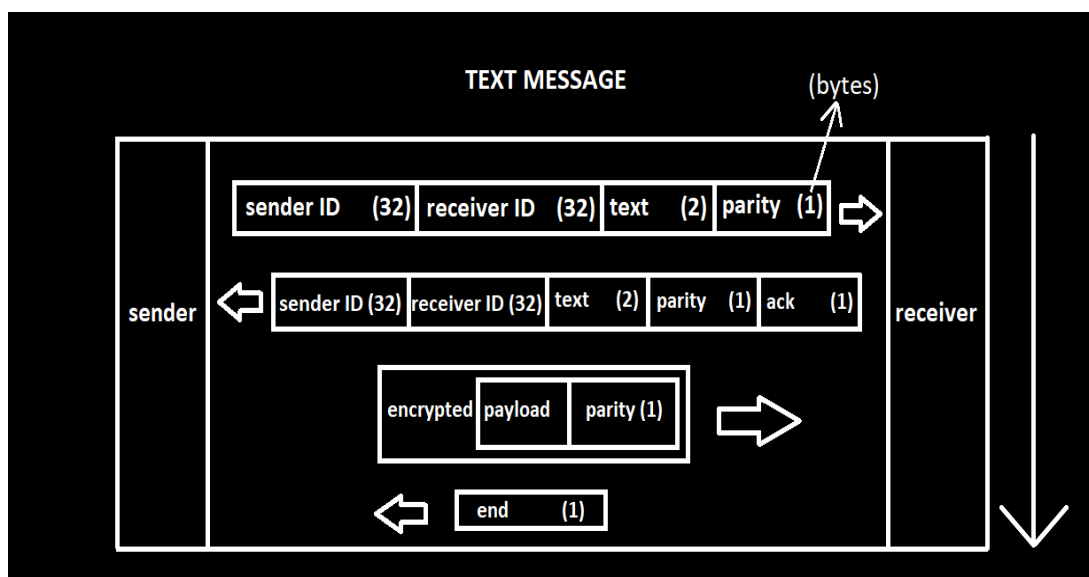 TEXT MESSAGE
(bytes)
sender ID (32) receiver ID (32) text (2) parity (1)
sender ID (32) receiver ID (32) text (2) parity (1) ack (1)
sender receiver
encrypted payload parity (1)
end (1)